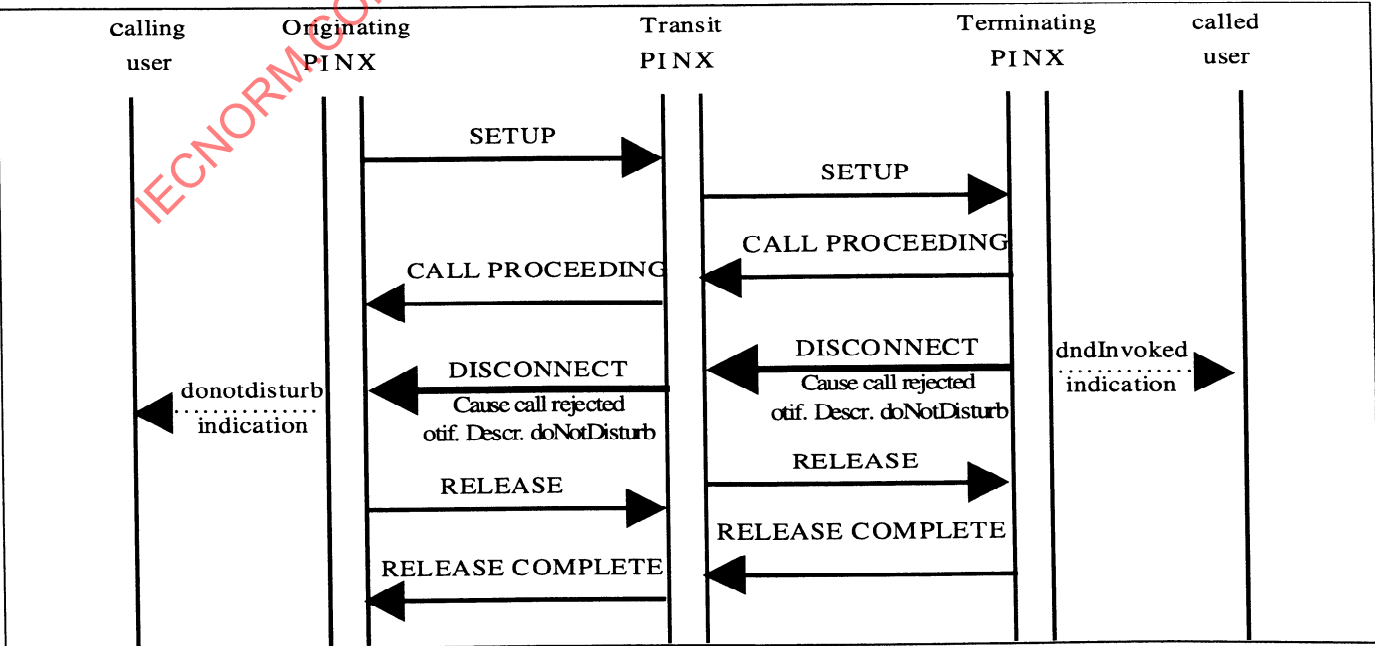 calling
user
Originating
PINX
Transit
PINX
Terminating
PINX
called
user
IECNORM.CO
SETUP
SETUP
CALL PROCEEDING
CALL PROCEEDING
DISCONNECT
Cause call rejected
otif. Descr. doNotDisturb
dndInvoked
indication
DISCONNECT
Cause call rejected
otif. Descr. doNotDisturb
donotdisturb
indication
RELEASE
RELEASE
RELEASE COMPLETE
RELEASE COMPLETE